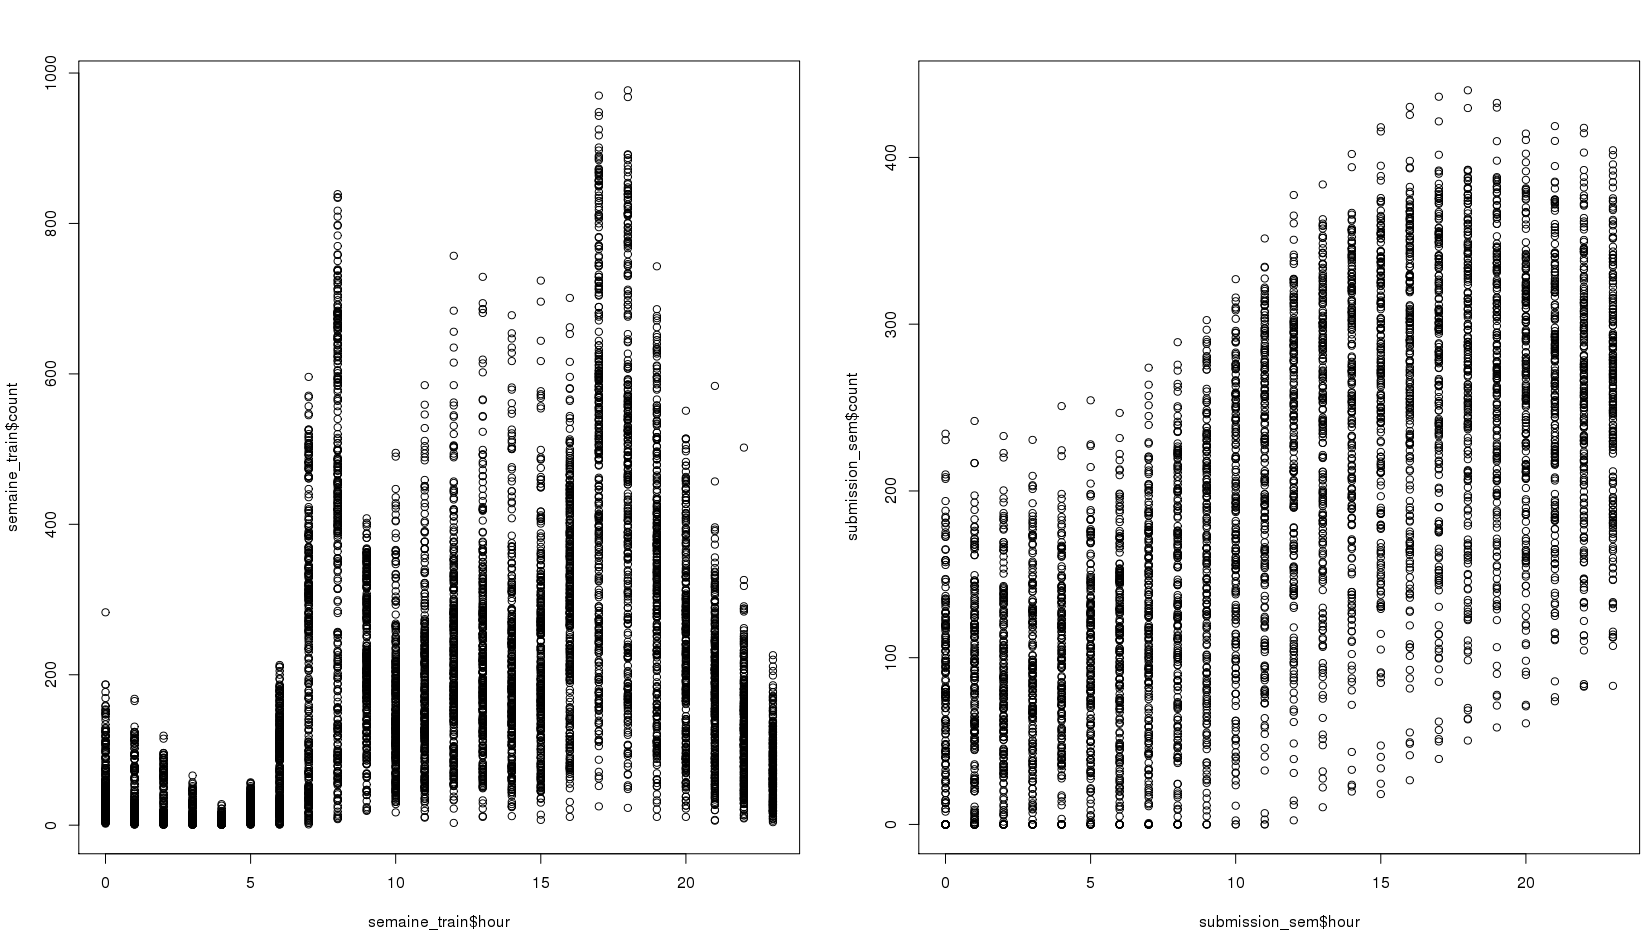 1000
800
600
400
200
0
semaine_train$count
0 5 10 15 20
semaine_train$hour
400
300
200
100
0
submission_sem$count
0 5 10 15 20
submission_sem$hour